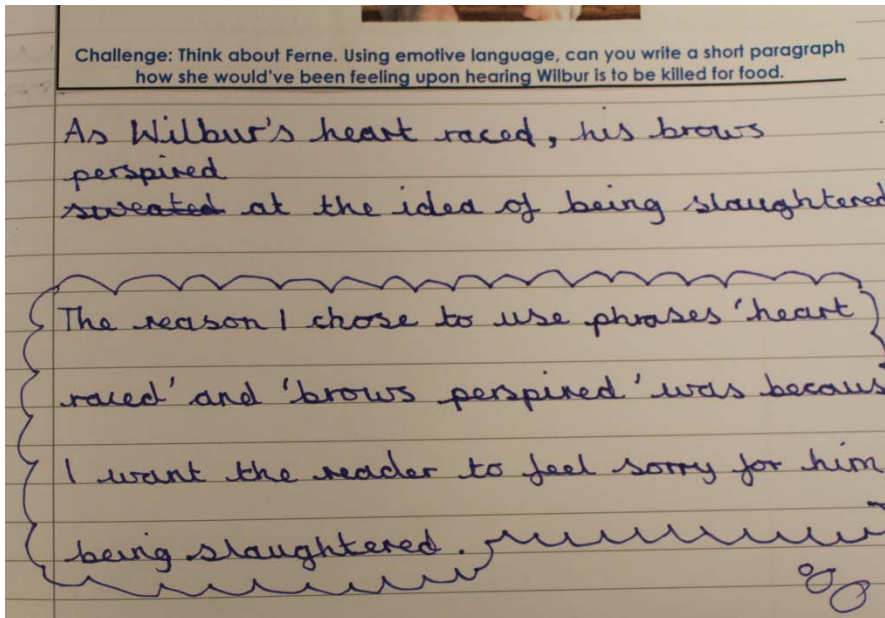 Challenge: Think about Ferne. Using emotive language, can you write a short paragraph
how she would've been feeling upon hearing Wilbur is to be killed for food.
As Wilbur's heart raced, his brows
perspired
sweated at the idea of being slaughtered
The reason I chose to use phrases 'heart
raced' and 'brows perspired' was becaus
I want the reader to feel sorry for him
being slaughtered.